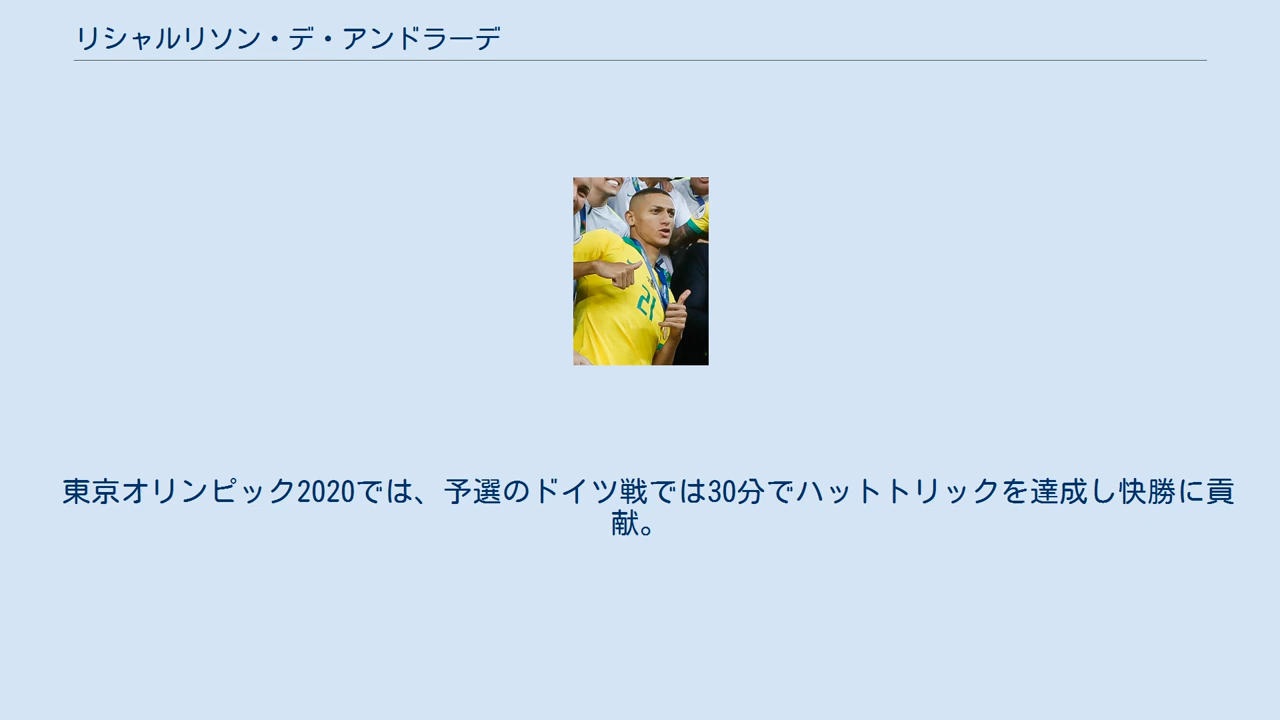 リシャルリソン・デ・アンドラーデ
21
東京オリンピック2020では、予選のドイツ戦では30分でハットトリックを達成し快勝に貢
献。